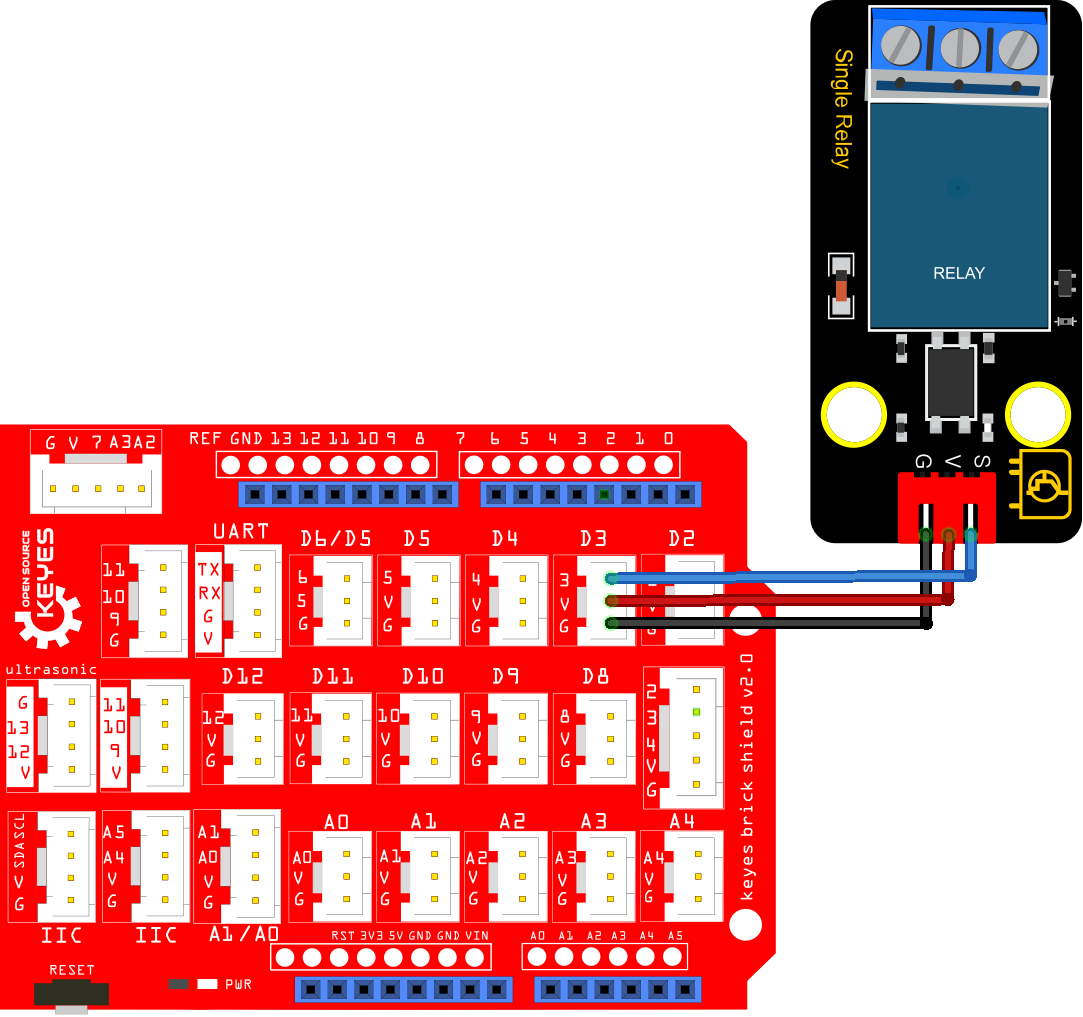 Single Relay
RELAY
G V S
G V 7 A3 A2
REF GND 13 12 11 10 9 8 7 6 5 4 3 2 1 0
OPEN SOURCE
KEYES
UART
D6/D5 D5 D4 D3 D2
11
10
9
G
TX
RX
G
V
6
5
G
5
V
G
4
V
G
3
V
G
V
G
ultrasonic
D12 D11 D10 D9 D8
G
13
12
V
11
10
9
V
12
V
G
11
V
G
10
V
G
9
V
G
8
V
G
2
3
4
V
G
keyes brick shield v2.0
A0 A1 A2 A3 A4
SCL
SDA
V
G
A5
A4
V
G
A1
A0
V
G
A0
V
G
A1
V
G
A2
V
G
A3
V
G
A4
V
G
IIC IIC A1/A0
RST 3V3 5V GND GND VIN A0 A1 A2 A3 A4 A5
RESET
PWR